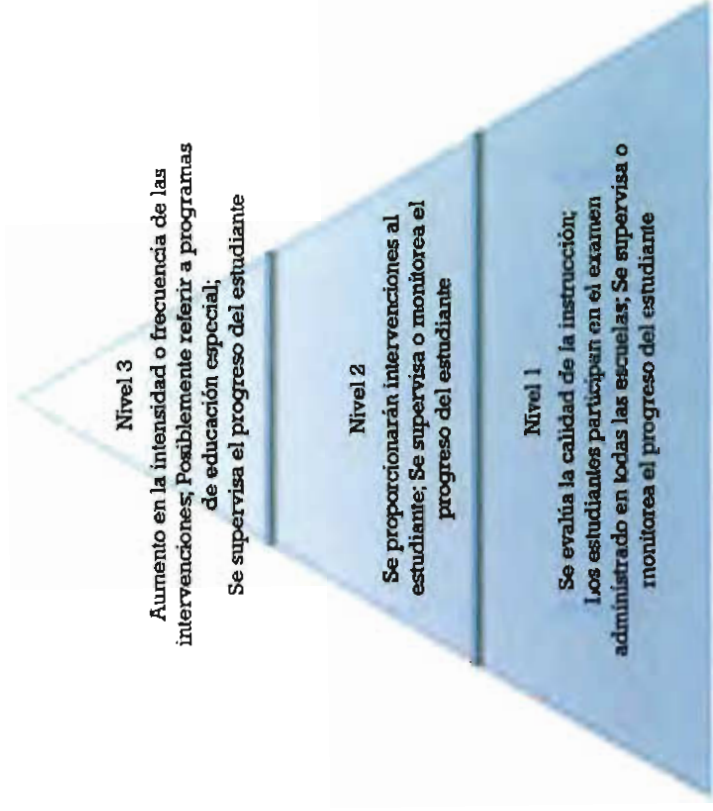 Nivel 3
Aumento en la intensidad o frecuencia de las
intervenciones; Posiblemente referir a programas
de educación especial;
Se supervisa el progreso del estudiante
Nivel 2
Se proporcionarán intervenciones al
estudiante; Se supervisa o monitorea el
progreso del estudiante
Nivel 1
Se evalúa la calidad de la instrucción;
Los estudiantes participan en el examen
administrado en todas las escuelas; Se supervisa o
monitorea el progreso del estudiante